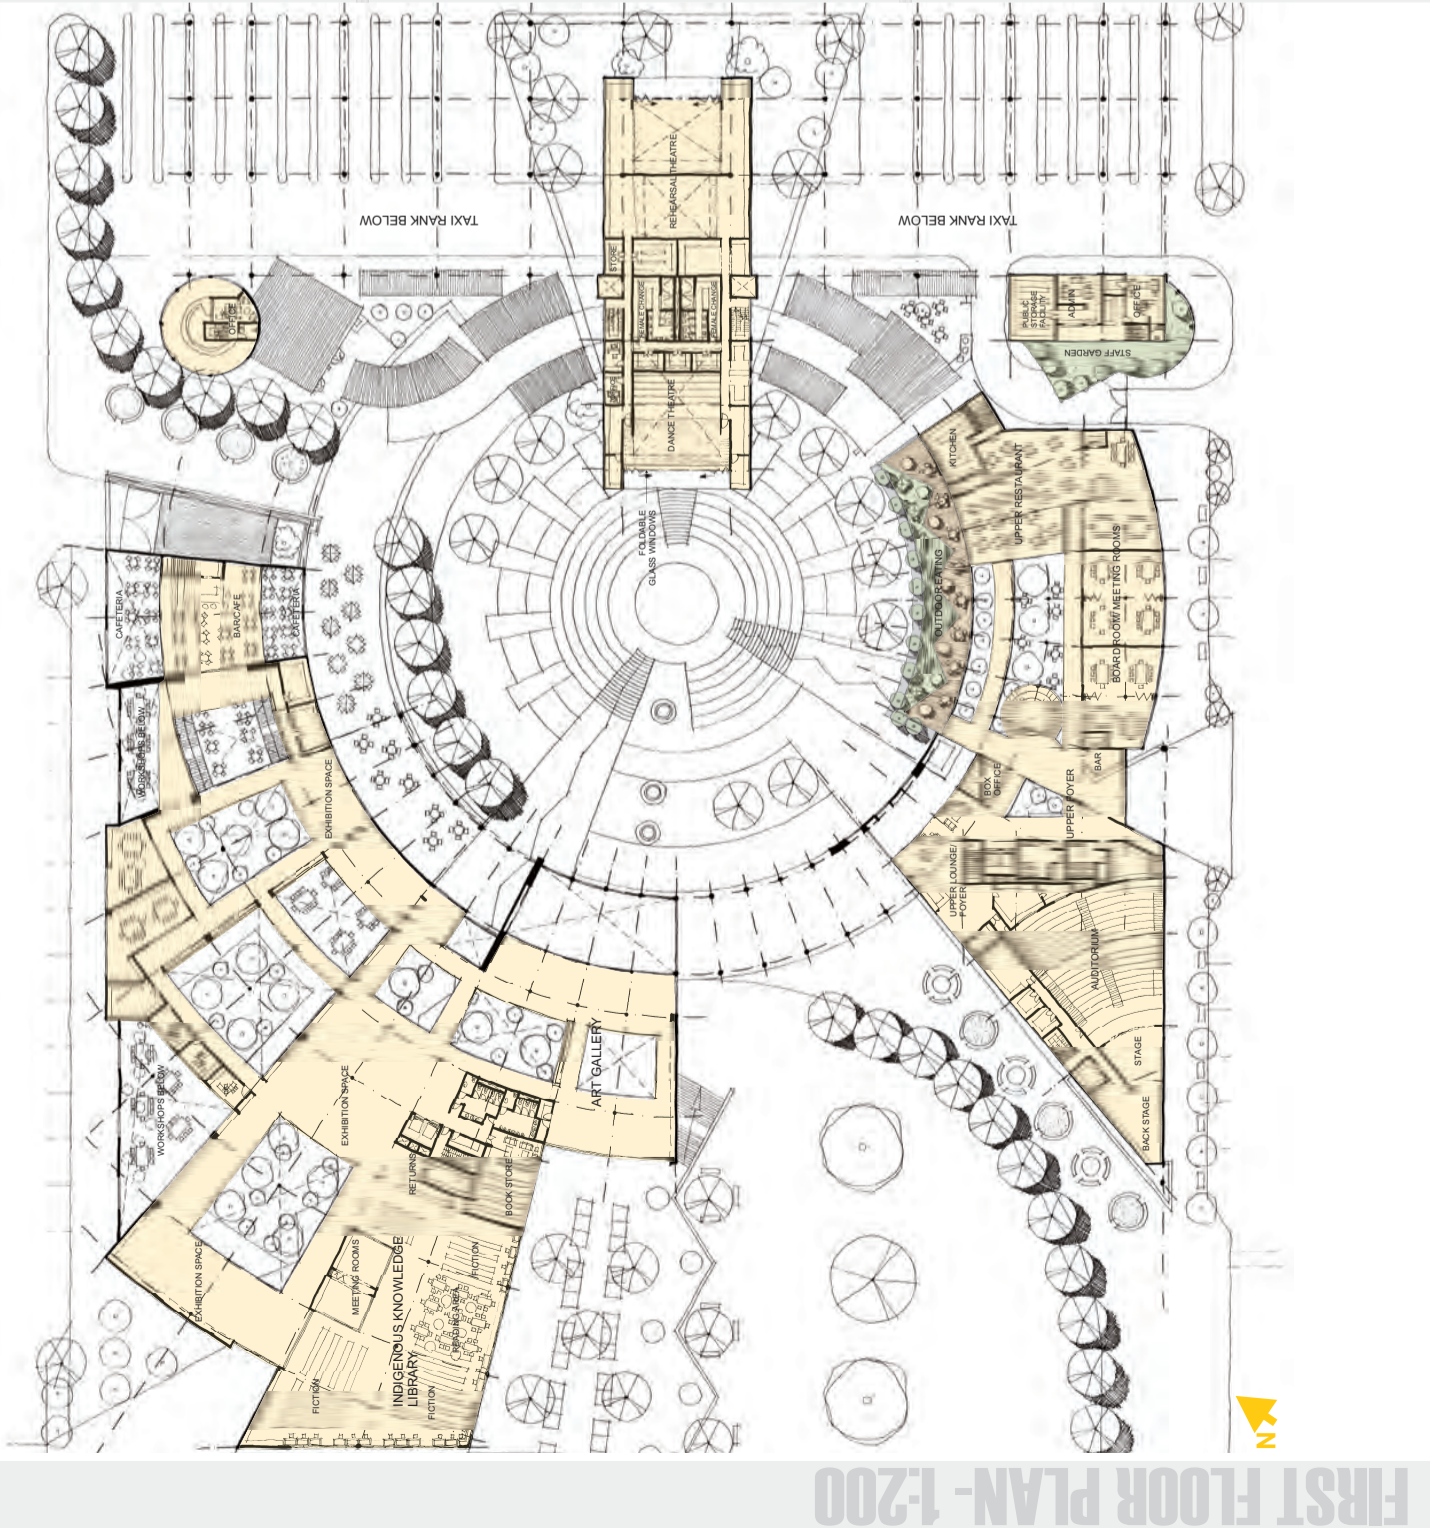 TAXI RANK BELOW
TAXI RANK BELOW
REHEARSAL THEATRE
STORE
FEMALE CHANGE
FEMALE CHANGE
DANCE THEATRE
OFFICE
PUBLIC
STORAGE
FACILITY
ADMIN
OFFICE
STAFF GARDEN
KITCHEN
UPPER RESTAURANT
FOLDABLE
GLASS WINDOWS
OUTDOOR EATING
BOARDROOM/ MEETING ROOMS
CAFETERIA
BAR/CAFE
CAFETERIA
WORKSHOPS BELOW
EXHIBITION SPACE
BOX
OFFICE
BAR
UPPER FOYER
UPPER LOUNGE/
FOYER
AUDITORIUM
STAGE
BACK STAGE
ART GALLERY
WORKSHOPS BELOW
EXHIBITION SPACE
RETURNS
BOOK STORE
EXHIBITION SPACE
MEETING ROOMS
INDIGENOUS KNOWLEDGE
LIBRARY
FICTION
READING AREA
FICTION
FICTION
N
FIRST FLOOR PLAN- 1:200